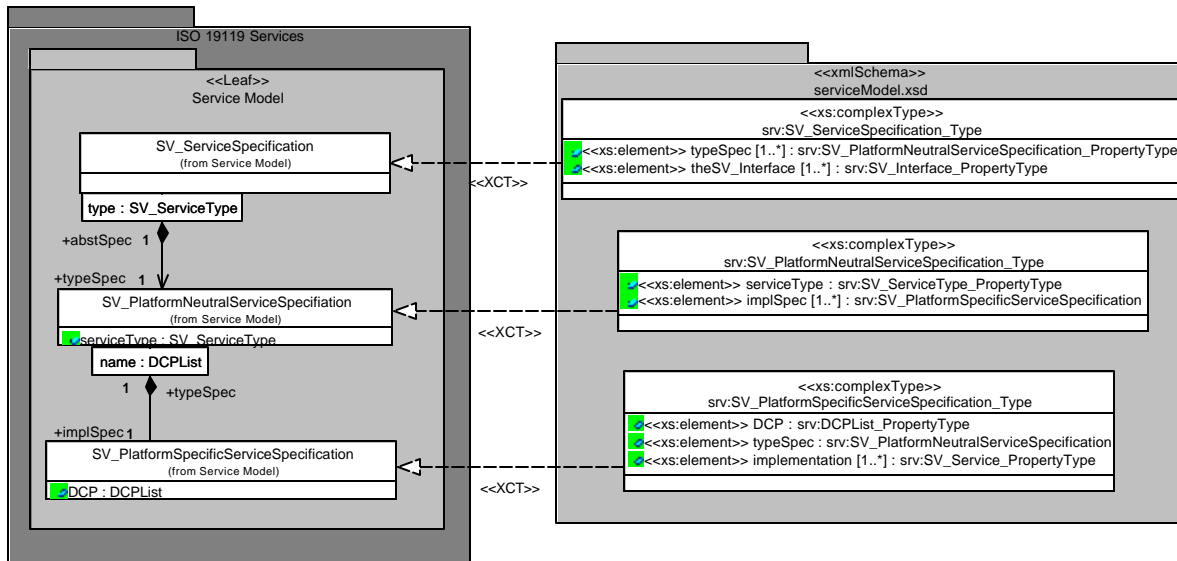 ISO 19119 Services
<<Leaf>>
Service Model
SV_ServiceSpecification
(from Service Model)
type : SV_ServiceType
+abstSpec 1
+typeSpec 1
SV_PlatformNeutralServiceSpecifiation
(from Service Model)
serviceType : SV_ServiceType
name : DCPList
1 +typeSpec
+implSpec 1
SV_PlatformSpecificServiceSpecification
(from Service Model)
DCP : DCPList
<<XCT>>
<<XCT>>
<<XCT>>
<<xmlSchema>>
serviceModel.xsd
<<xs:complexType>>
srv:SV_ServiceSpecification_Type
<<xs:element>> typeSpec [1..*] : srv:SV_PlatformNeutralServiceSpecification_PropertyType
<<xs:element>> theSV_Interface [1..*] : srv:SV_Interface_PropertyType
<<xs:complexType>>
srv:SV_PlatformNeutralServiceSpecification_Type
<<xs:element>> serviceType : srv:SV_ServiceType_PropertyType
<<xs:element>> implSpec [1..*] : srv:SV_PlatformSpecificServiceSpecification
<<xs:complexType>>
srv:SV_PlatformSpecificServiceSpecification_Type
<<xs:element>> DCP : srv:DCPList_PropertyType
<<xs:element>> typeSpec : srv:SV_PlatformNeutralServiceSpecification
<<xs:element>> implementation [1..*] : srv:SV_Service_PropertyType